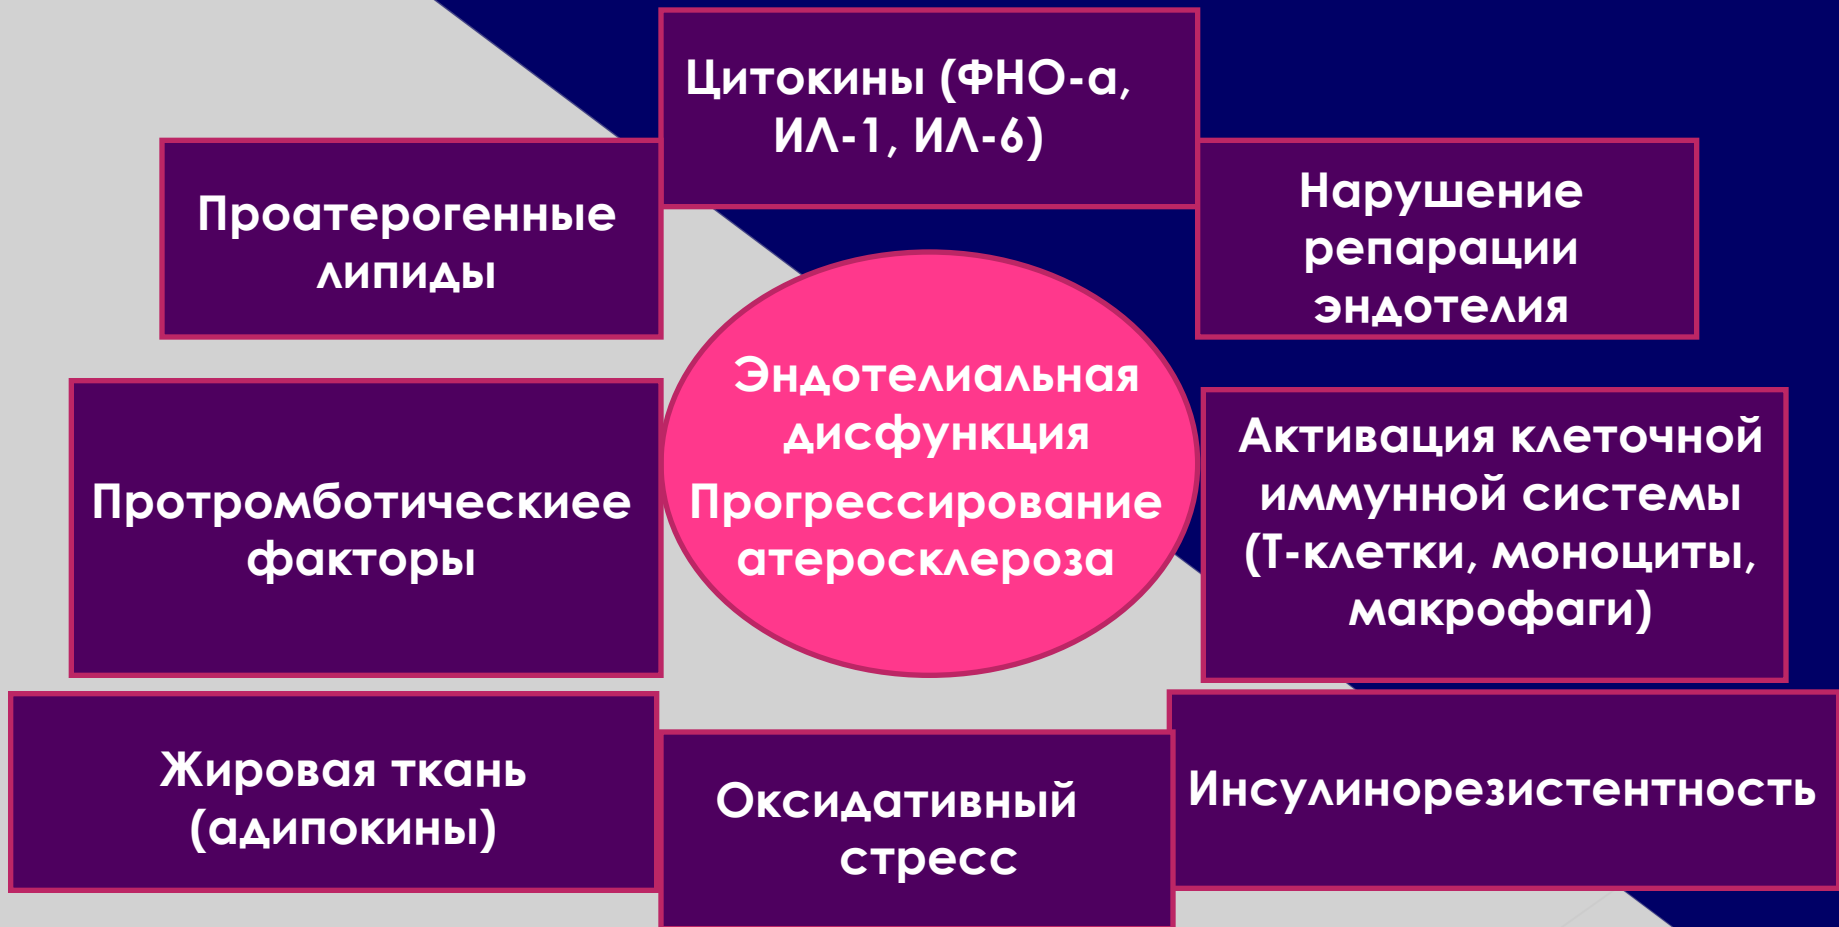 Цитокины (ФНО-а,
ИЛ-1, ИЛ-6)
Проатерогенные
липиды
Нарушение
репарации
эндотелия
Эндотелиальная
дисфункция
Прогрессирование
атеросклероза
Протромботическиее
факторы
Активация клеточной
иммунной системы
(Т-клетки, моноциты,
макрофаги)
Жировая ткань
(адипокины)
Оксидативный
стресс
Инсулинорезистентность